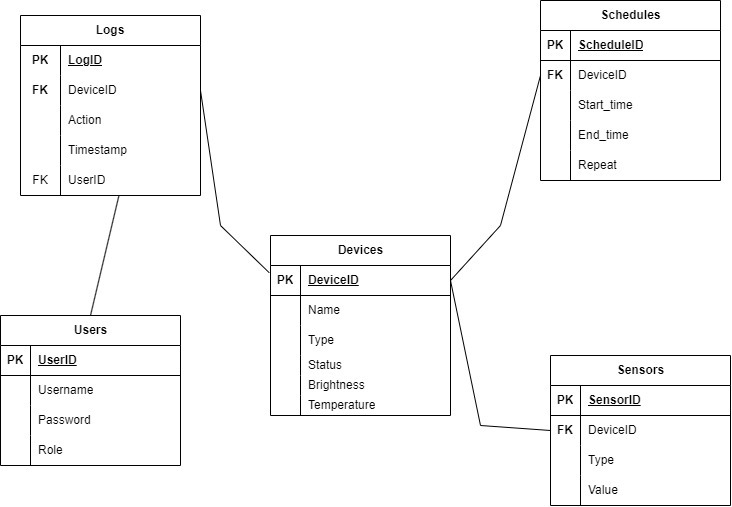 Logs
PK LogID
FK DeviceID
Action
Timestamp
FK UserID
Schedules
PK ScheduleID
FK DeviceID
Start_time
End_time
Repeat
Devices
PK DeviceID
Name
Type
Status
Brightness
Temperature
Users
PK UserID
Username
Password
Role
Sensors
PK SensorID
FK DeviceID
Type
Value